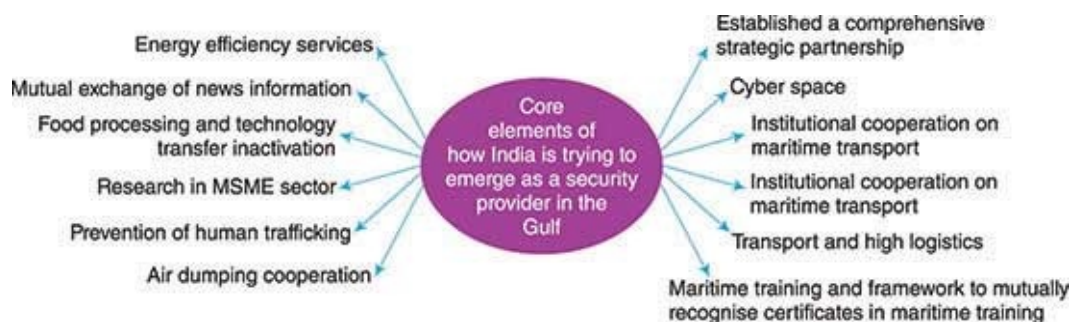 Energy efficiency services
Mutual exchange of news information
Food processing and technology
transfer inactivation
Research in MSME sector
Prevention of human trafficking
Air dumping cooperation
Core
elements of
how India is trying to
emerge as a security
provider in the
Gulf
Established a comprehensive
strategic partnership
Cyber space
Institutional cooperation on
maritime transport
Institutional cooperation on
maritime transport
Transport and high logistics
Maritime training and framework to mutually
recognise certificates in maritime training